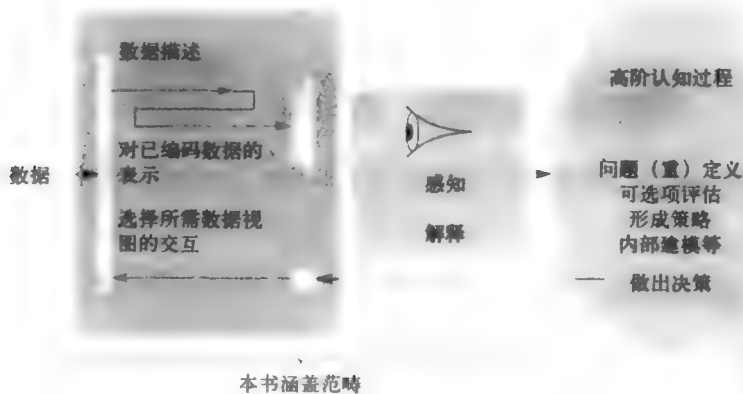 数据描述
对已编码数据的
表示
选择所需数据视
图的交互
数据
感知
解释
高阶认知过程
问题（重）定义
可选项评估
形成策略
内部建模等
做出决策
本书涵盖范畴